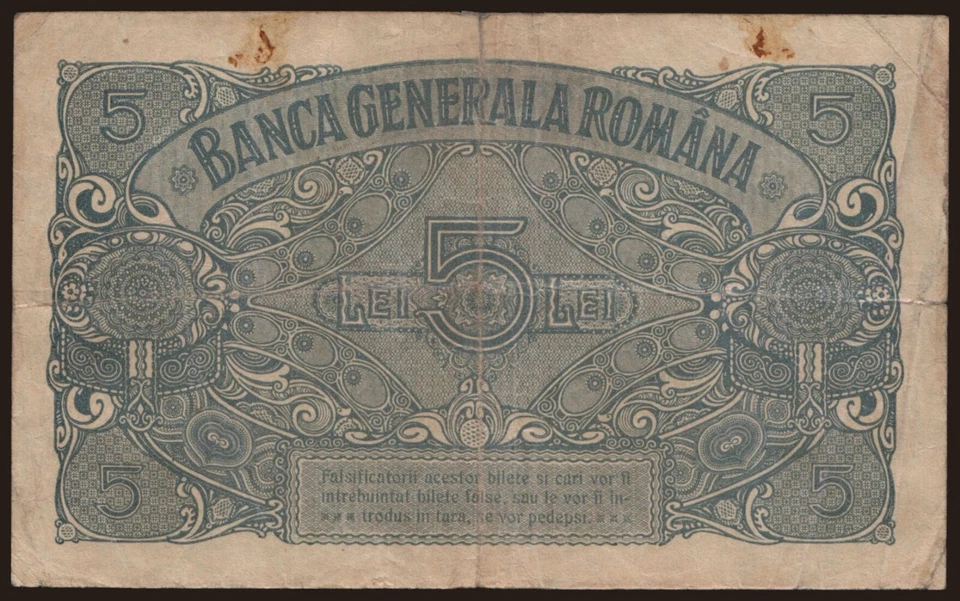 5 5
BANCA GENERALA ROMÂNA
LEI 5 LEI
5 5
Falsificatorii acestor bilete si cari vor fi
intrebuintat bilete false, sau le vor fi in-
*** trodus in tara, se vor pedepsi. ***